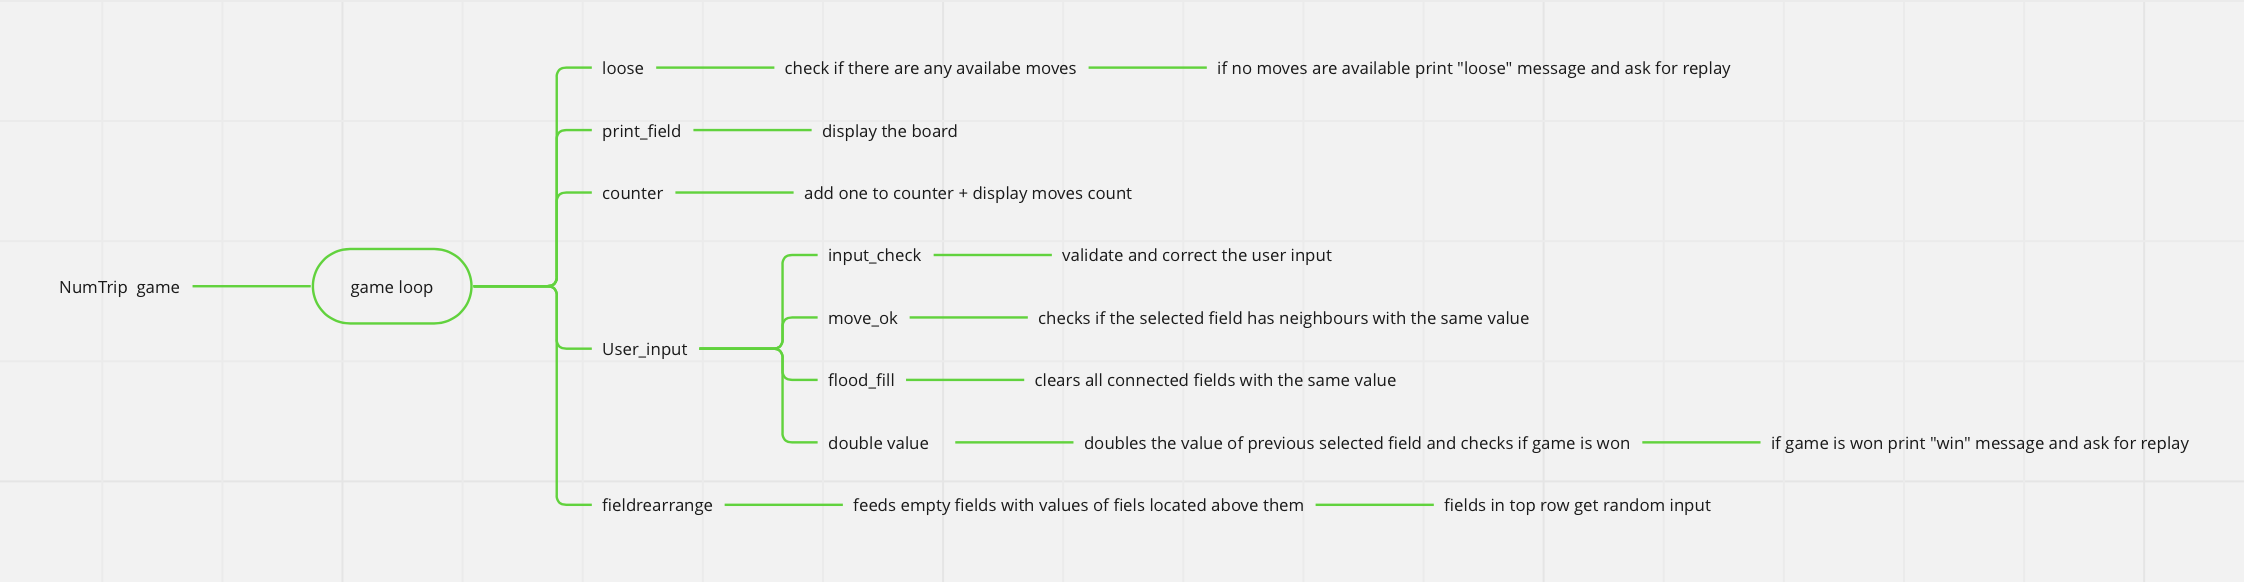 loose
check if there are any availabe moves
if no moves are available print "loose" message and ask for replay
print_field
display the board
counter
add one to counter + display moves count
NumTrip  game
game loop
User_input
input_check
validate and correct the user input
move_ok
checks if the selected field has neighbours with the same value
flood_fill
clears all connected fields with the same value
double value
doubles the value of previous selected field and checks if game is won
if game is won print "win" message and ask for replay
fieldrearrange
feeds empty fields with values of fiels located above them
fields in top row get random input